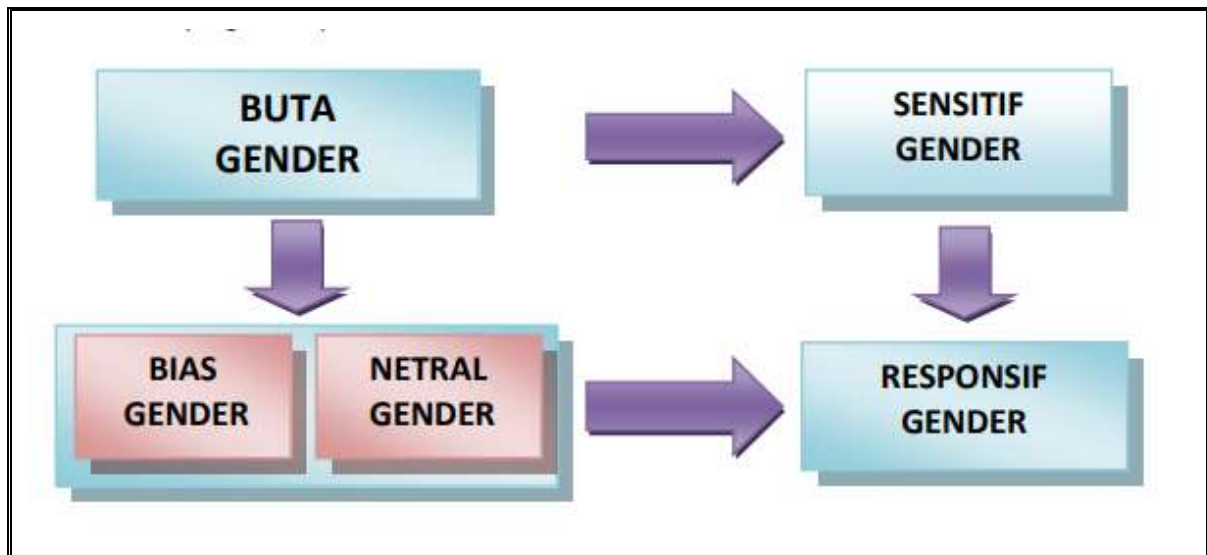 BUTA
GENDER
SENSITIF
GENDER
BIAS
GENDER
NETRAL
GENDER
RESPONSIF
GENDER